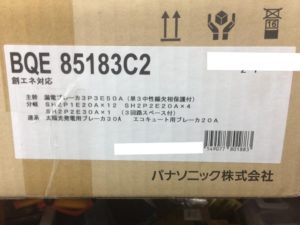 BQE 85183C2
創エネ対応
主幹 漏電ブレーカ3P3E50A (単3中性線欠相保護付)
分岐 SH2P1E20A×12 SH2P2E20A×4
SH2P2E30A×1 (3回路スペース付)
連系 太陽光発電用ブレーカ30A エコキュート用ブレーカ20A
パナソニック株式会社